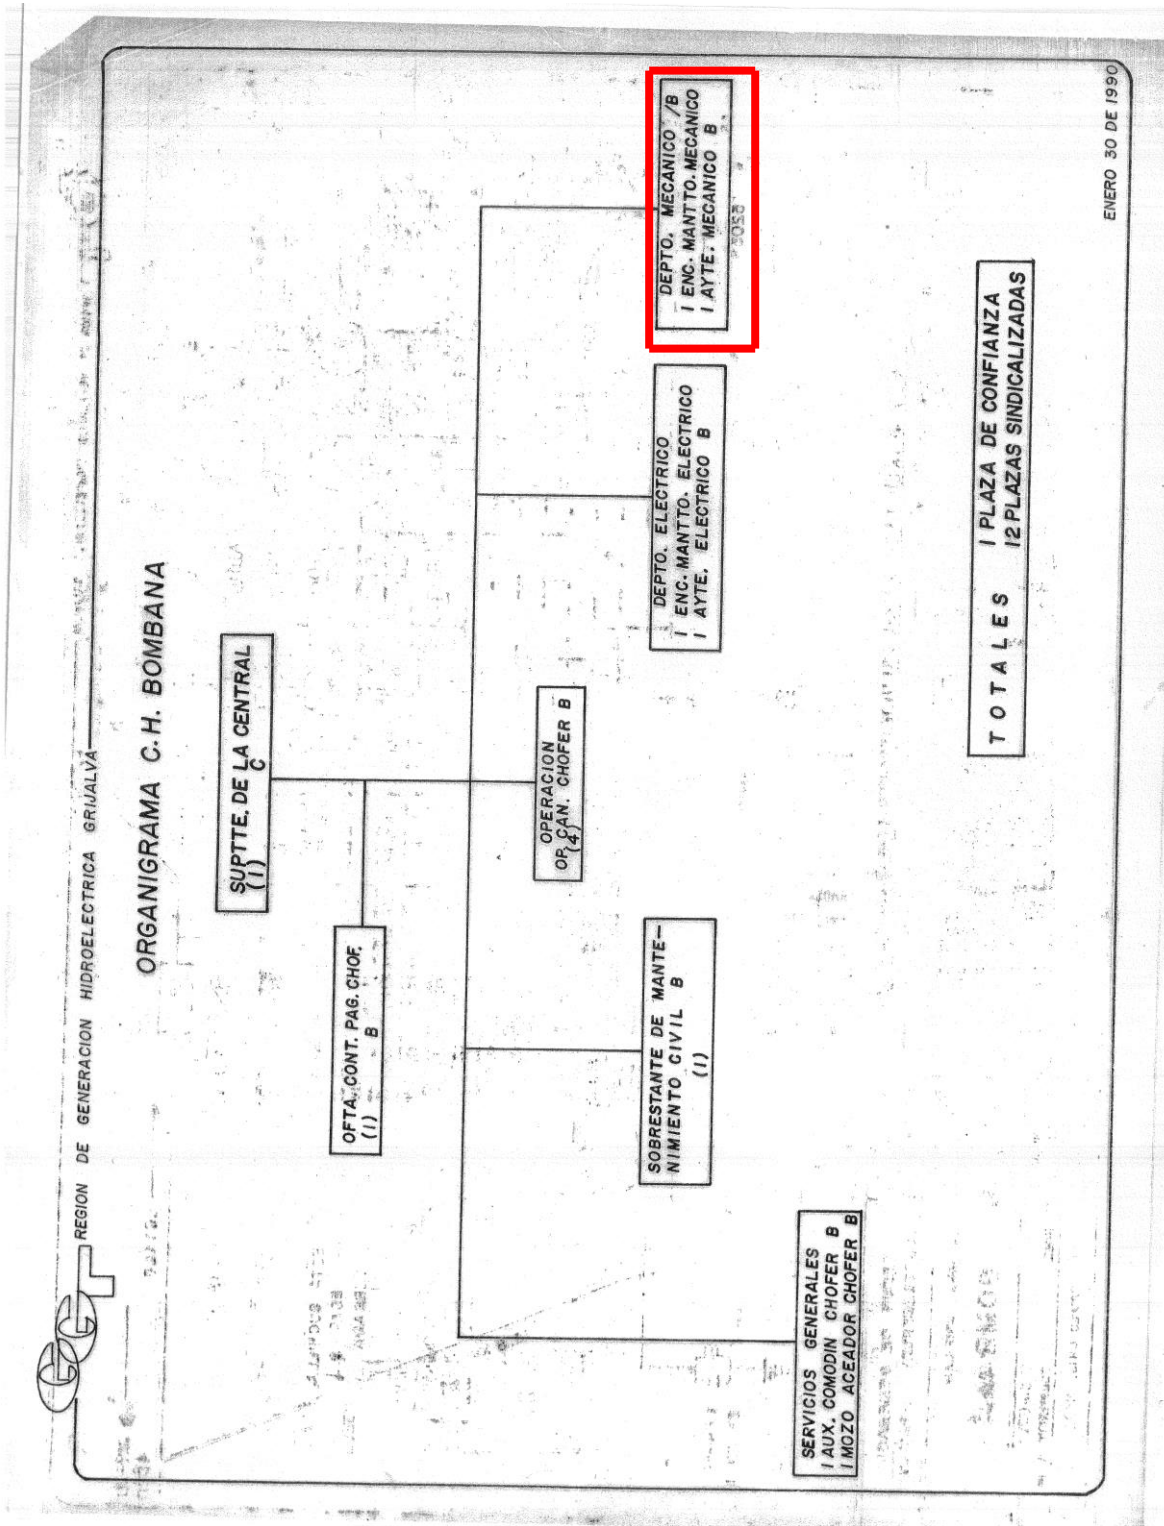 REGION DE GENERACION HIDROELECTRICA GRIJALVA
ORGANIGRAMA C.H. BOMBANA
SUPTTE. DE LA CENTRAL
(1) C
OFTA. CONT. PAG. CHOF.
(1) B
OPERACION
OP. CAN. CHOFER B
(4)
SERVICIOS GENERALES
1 AUX. COMODIN CHOFER B
1 MOZO ACEADOR CHOFER B
SOBRESTANTE DE MANTE-
NIMIENTO CIVIL B
(1)
DEPTO. ELECTRICO
1 ENC. MANTTO. ELECTRICO
1 AYTE. ELECTRICO B
DEPTO. MECANICO /B
1 ENC. MANTTO. MECANICO
1 AYTE. MECANICO B
TOTALES 1 PLAZA DE CONFIANZA
12 PLAZAS SINDICALIZADAS
ENERO 30 DE 1990